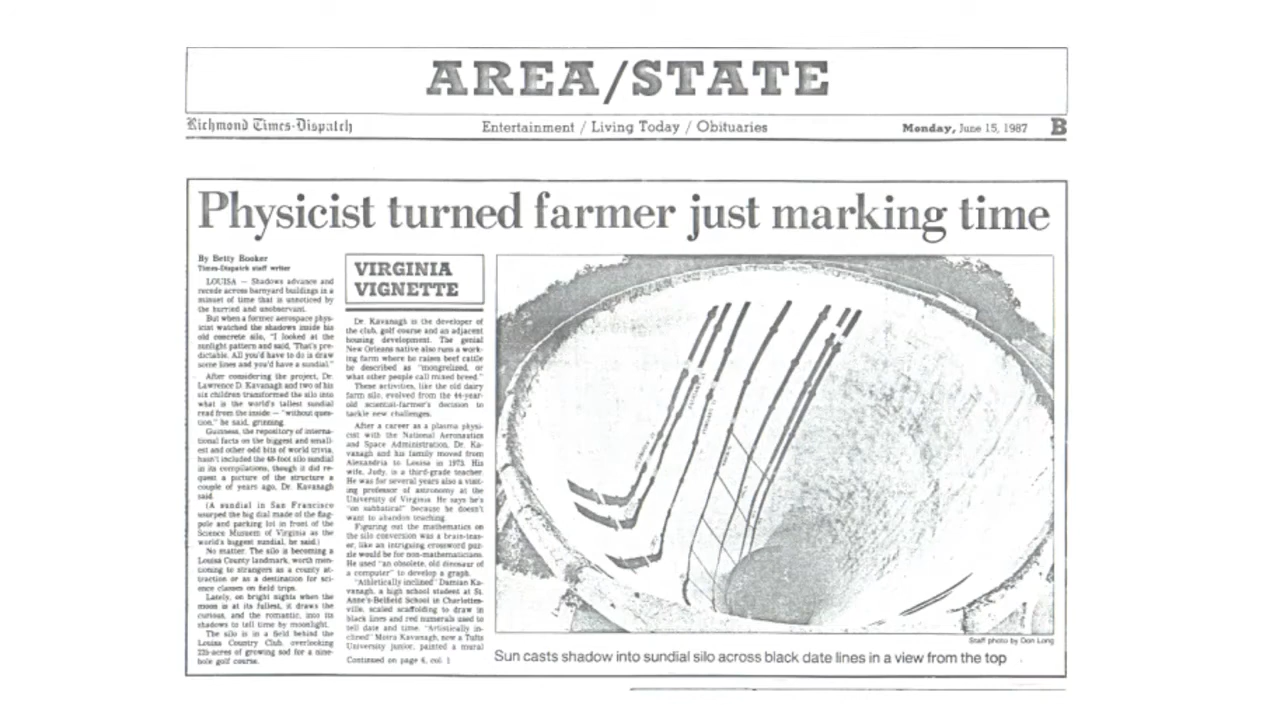 AREA/STATE
Richmond Times-Dispatch
Entertainment / Living Today / Obituaries
Monday, June 15, 1987
B
Physicist turned farmer just marking time
By Betty Booker
Times-Dispatch staff writer
LOUISA — Shadows advance and
recede across barnyard buildings in a
minuet of time that is unnoticed by
the hurried and unobservant.
But when a former aerospace phys-
icist watched the shadows inside his
old concrete silo, "I looked at the
sunlight pattern and said, 'That's pre-
dictable. All you'd have to do is draw
some lines and you'd have a sundial.'"
After considering the project, Dr.
Lawrence D. Kavanagh and two of his
six children transformed the silo into
what is the world's tallest sundial
read from the inside — "without ques-
tion," he said, grinning.
Guinness, the repository of interna-
tional facts on the biggest and small-
est and other odd bits of world trivia,
hasn't included the 48-foot silo sundial
in its compilations, though it did re-
quest a picture of the structure a
couple of years ago, Dr. Kavanagh
said.
(A sundial in San Francisco
usurped the big dial made of the flag-
pole and parking lot in front of the
Science Museum of Virginia as the
world's biggest sundial, he said.)
No matter. The silo is becoming a
Louisa County landmark, worth men-
tioning to strangers as a county at-
traction or as a destination for sci-
ence classes on field trips.
Lately, on bright nights when the
moon is at its fullest, it draws the
curious, and the romantic, into its
shadows to tell time by moonlight.
The silo is in a field behind the
Louisa Country Club, overlooking
225-acres of growing sod for a nine-
hole golf course.
VIRGINIA
VIGNETTE
Dr. Kavanagh is the developer of
the club, golf course and an adjacent
housing development. The genial
New Orleans native also runs a work-
ing farm where he raises beef cattle
he described as "mongrelized, or
what other people call mixed breed."
These activities, like the old dairy
farm silo, evolved from the 44-year-
old scientist-farmer's decision to
tackle new challenges.
After a career as a plasma physi-
cist with the National Aeronautics
and Space Administration, Dr. Ka-
vanagh and his family moved from
Alexandria to Louisa in 1973. His
wife, Judy, is a third-grade teacher.
He was for several years also a visit-
ing professor of astronomy at the
University of Virginia. He says he's
"on sabbatical" because he doesn't
want to abandon teaching.
Figuring out the mathematics on
the silo conversion was a brain-teas-
er, like an intriguing crossword puz-
zle would be for non-mathematicians.
He used "an obsolete, old dinosaur of
a computer" to develop a graph.
"Athletically inclined" Damian Ka-
vanagh, a high school student at St.
Anne's-Belfield School in Charlottes-
ville, scaled scaffolding to draw in
black lines and red numerals used to
tell date and time. "Artistically in-
clined" Moira Kavanagh, now a Tufts
University junior, painted a mural
Continued on page 4, col. 1
Staff photo by Don Long
Sun casts shadow into sundial silo across black date lines in a view from the top